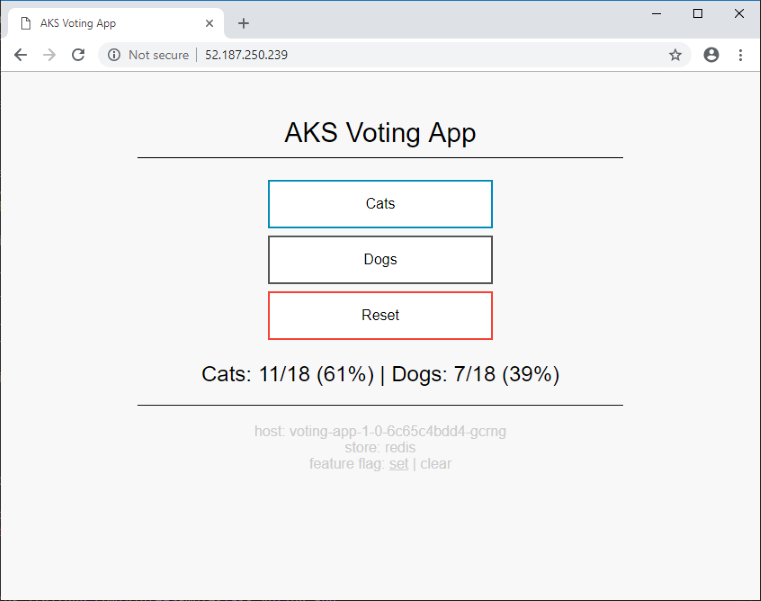 AKS Voting App
Not secure | 52.187.250.239
AKS Voting App
Cats
Dogs
Reset
Cats: 11/18 (61%) | Dogs: 7/18 (39%)
host: voting-app-1-0-6c65c4bdd4-gcrng
store: redis
feature flag: set | clear